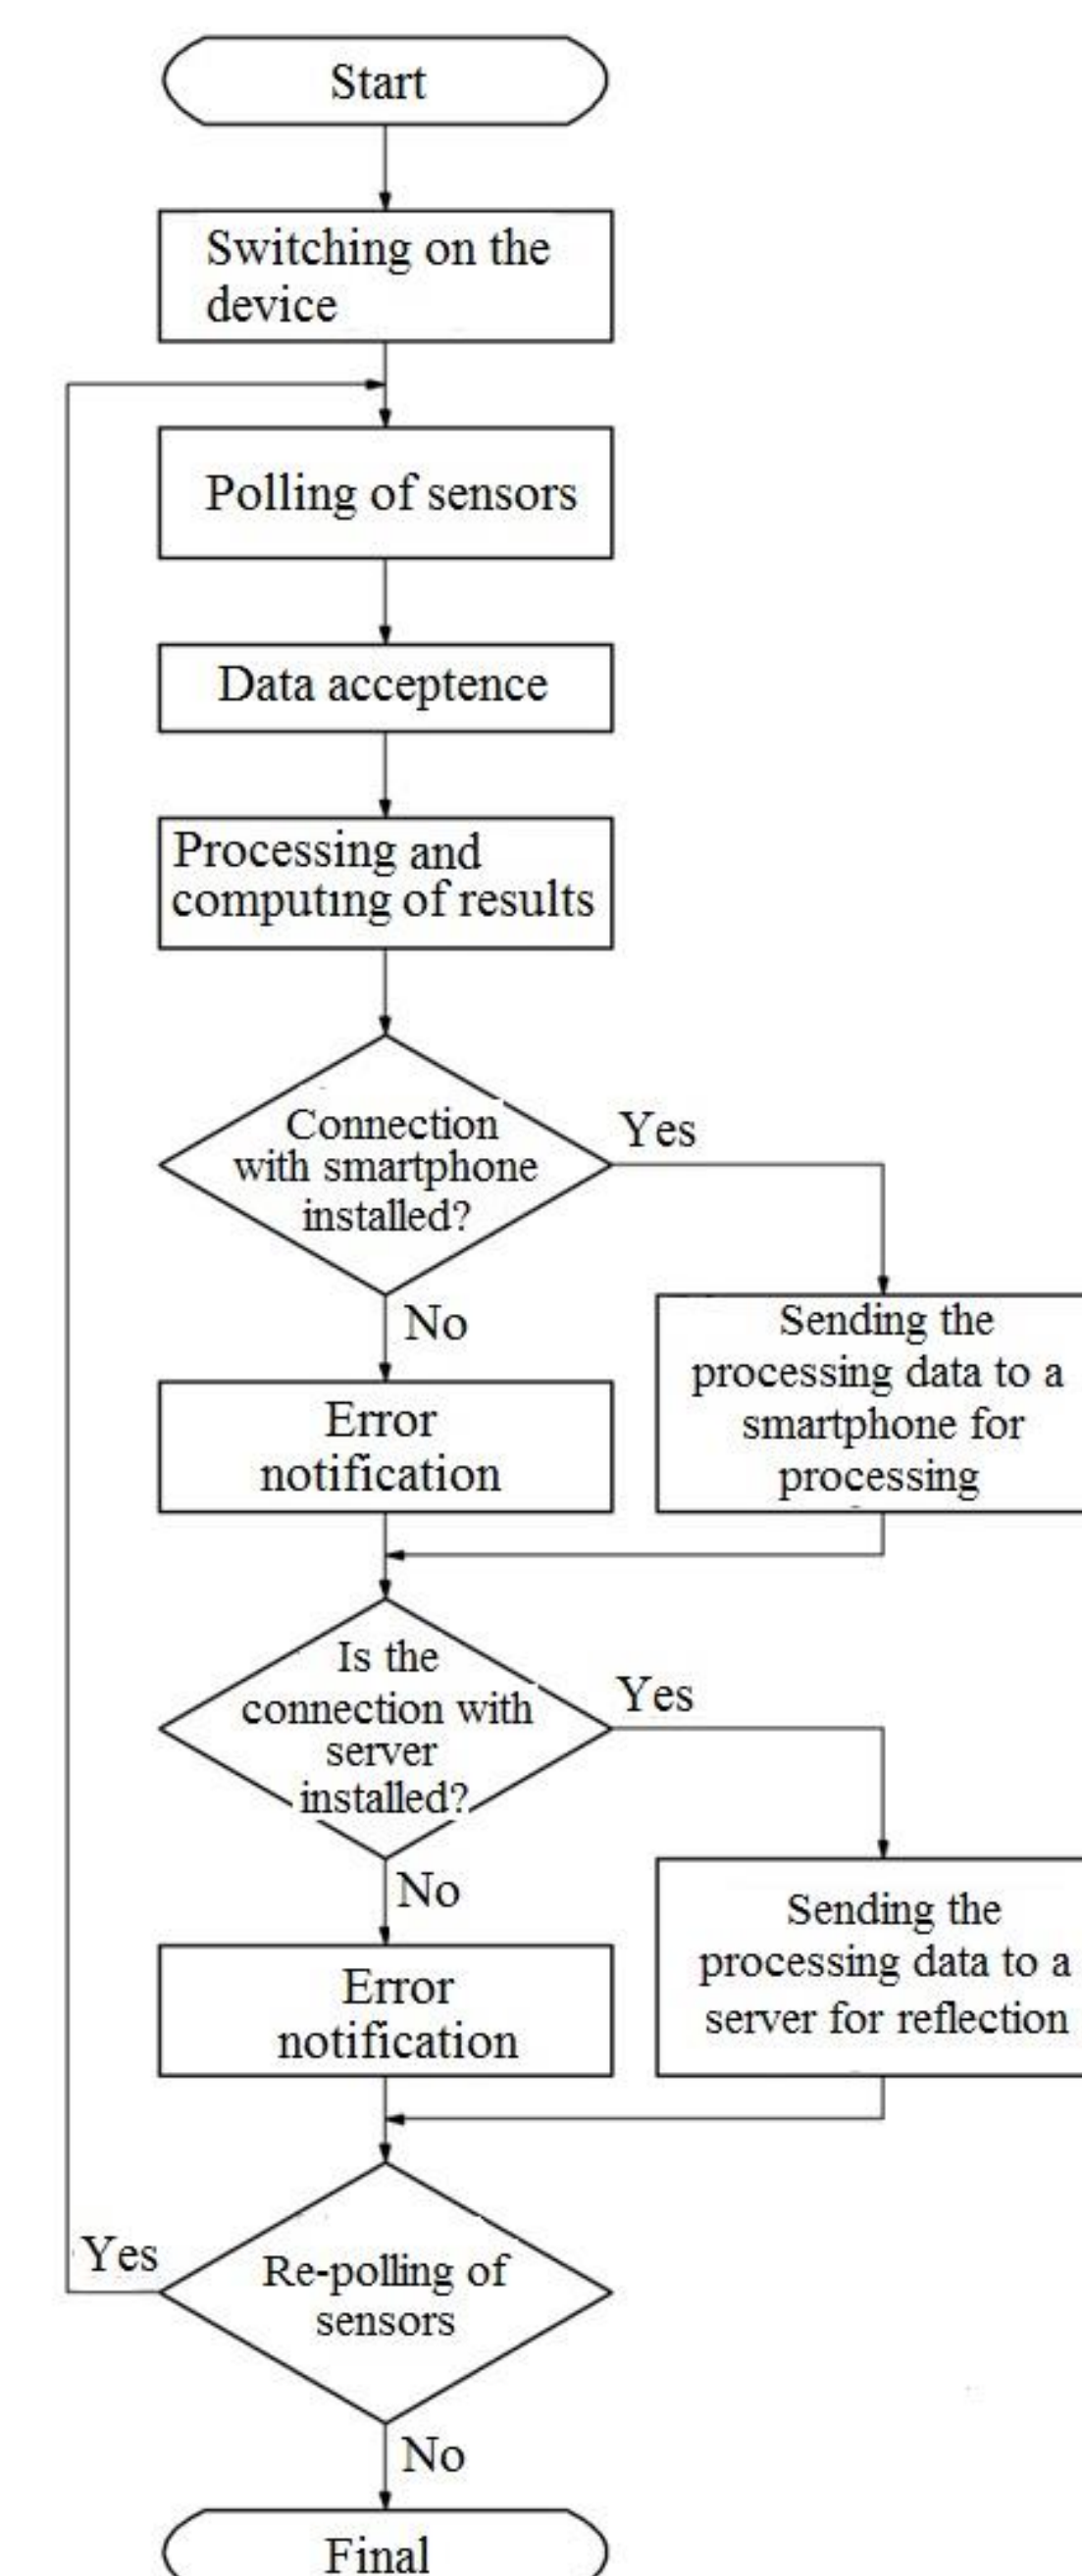 Start
Switching on the
device
Polling of sensors
Data acceptence
Processing and
computing of results
Connection
with smartphone
installed?
Yes
No
Sending the
processing data to a
smartphone for
processing
Error
notification
Is the
connection with
server
installed?
Yes
No
Sending the
processing data to a
server for reflection
Error
notification
Re-polling of
sensors
Yes
No
Final